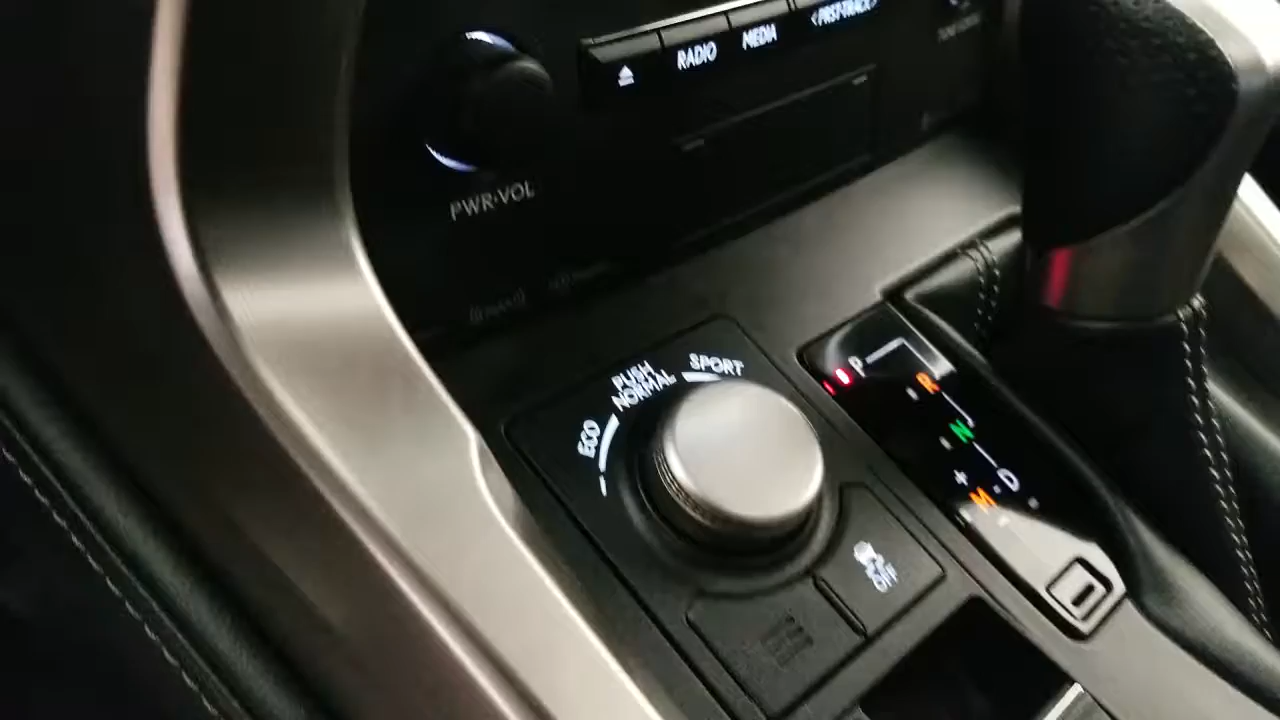 RADIO
MEDIA
PWR·VOL
PUSH
NORMAL
SPORT
ECO
P
R
N
+
D
M
-
OFF